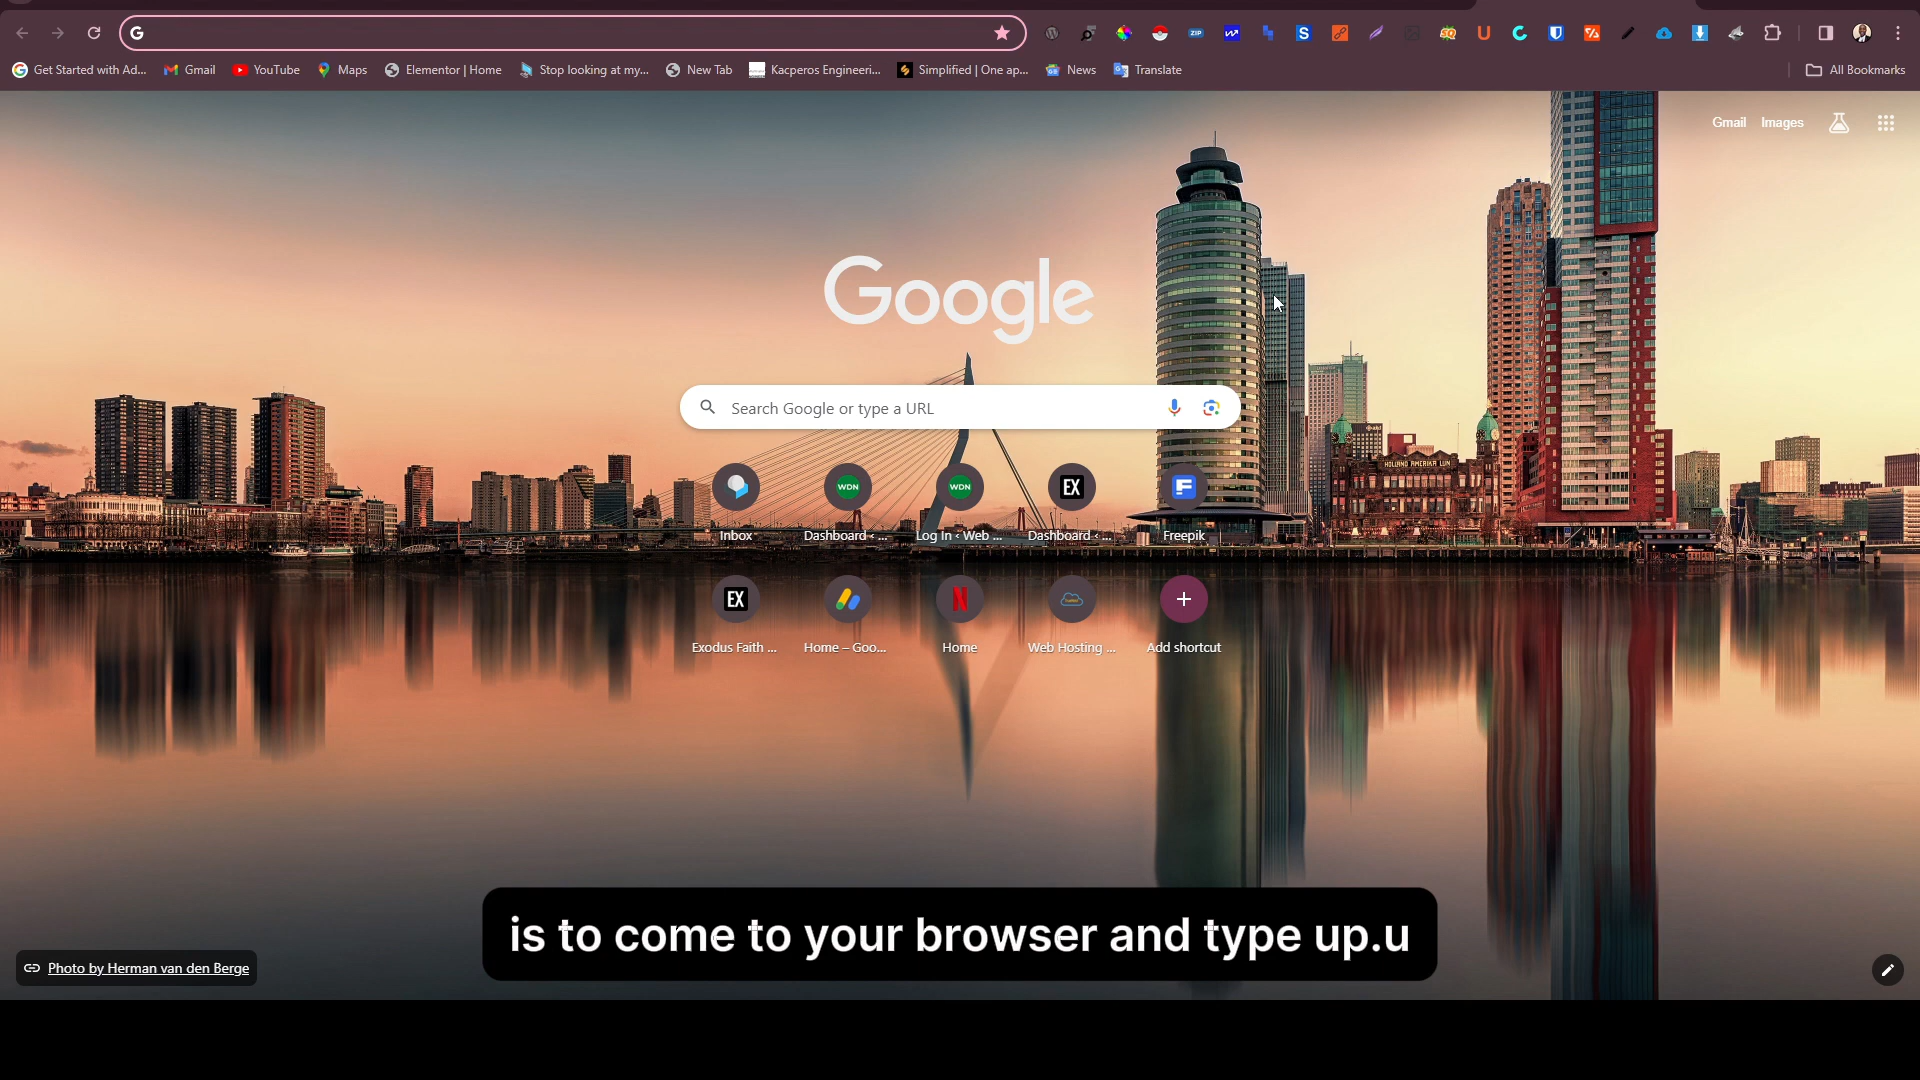 Get Started with Ad...
Gmail
YouTube
Maps
Elementor | Home
Stop looking at my...
New Tab
Kacperos Engineeri...
Simplified | One ap...
News
Translate
All Bookmarks
Gmail
Images
Google
Search Google or type a URL
Inbox
Dashboard ‹ ...
Log In ‹ Web ...
Dashboard ‹ ...
Freepik
Exodus Faith ...
Home – Goo...
Home
Web Hosting ...
Add shortcut
is to come to your browser and type up.u
Photo by Herman van den Berge